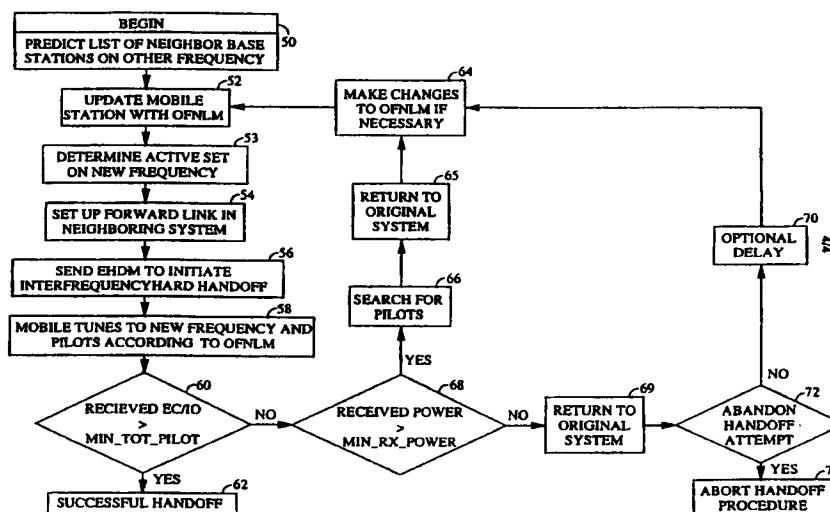 BEGIN
50
PREDICT LIST OF NEIGHBOR BASE
STATIONS ON OTHER FREQUENCY
52
UPDATE MOBILE
STATION WITH OFNLM
53
DETERMINE ACTIVE SET
ON NEW FREQUENCY
54
SET UP FORWARD LINK IN
NEIGHBORING SYSTEM
56
SEND EHDM TO INITIATE
INTERFREQUENCYHARD HANDOFF
58
MOBILE TUNES TO NEW FREQUENCY AND
PILOTS ACCORDING TO OFNLM
60
RECIEVED EC/IO
>
MIN_TOT_PILOT
NO
YES
62
SUCCESSFUL HANDOFF
64
MAKE CHANGES
TO OFNLM IF
NECESSARY
65
RETURN TO
ORIGINAL
SYSTEM
66
SEARCH FOR
PILOTS
YES
68
RECEIVED POWER
>
MIN_RX_POWER
NO
69
RETURN TO
ORIGINAL
SYSTEM
70
OPTIONAL
DELAY
NO
72
ABANDON
HANDOFF
ATTEMPT
YES
ABORT HANDOFF
PROCEDURE
4/4